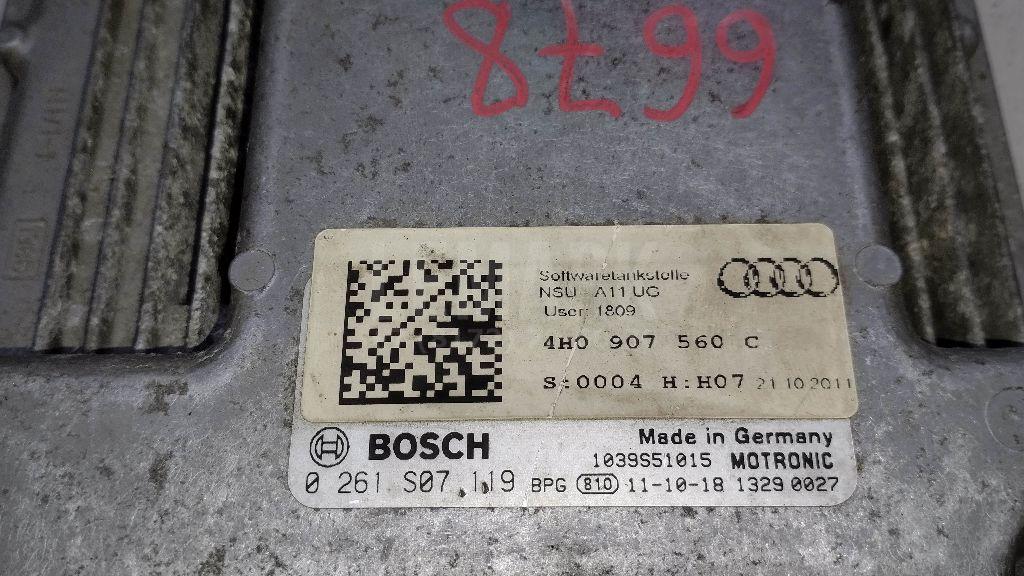 6678
Softwaretankstelle
NSU - A11 UG
User: 1809
4H0 907 560 C
S:0004 H:H07 21.10.2011
BOSCH
Made in Germany
1039S51015 MOTRONIC
0 261 S07 119 BPG 810 11-10-18 1329 0027